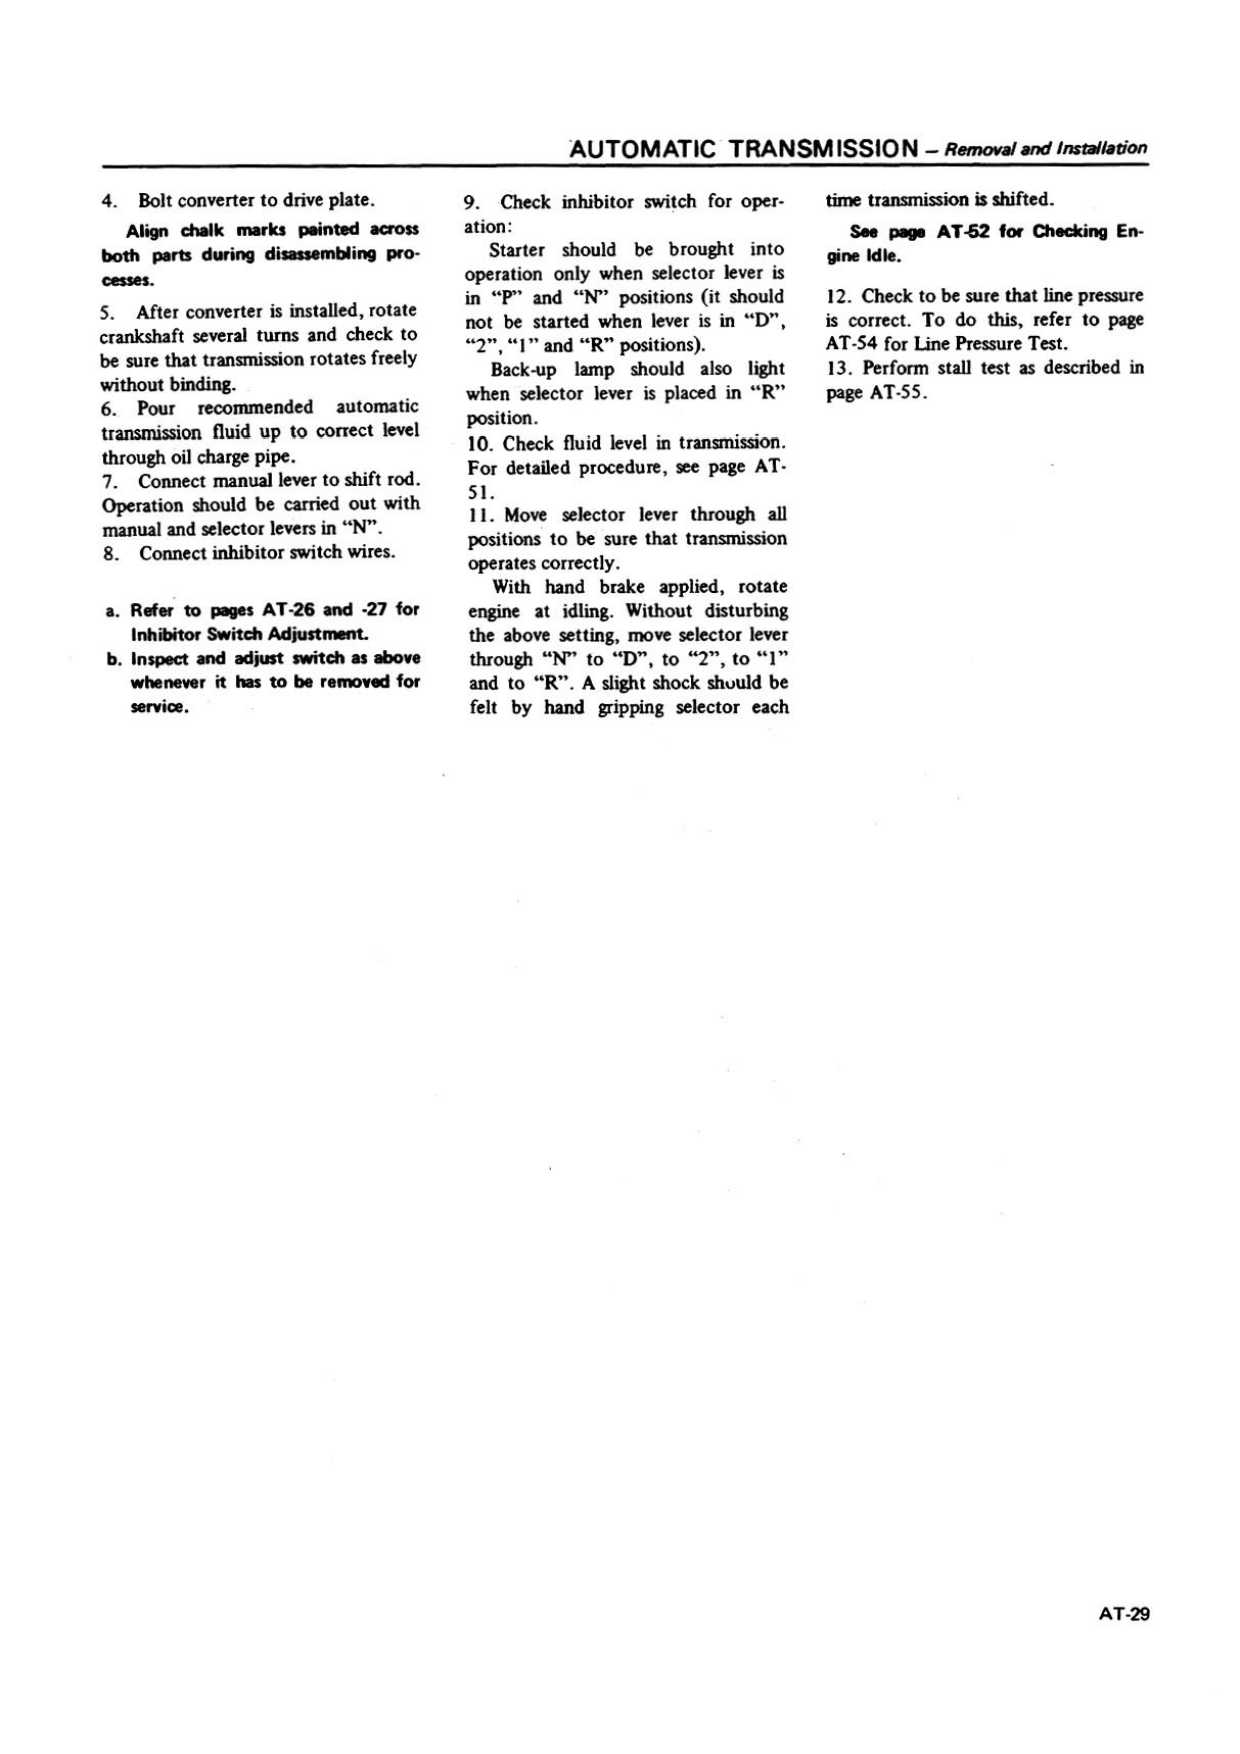 AUTOMATIC TRANSMISSION – Removal and Installation
4. Bolt converter to drive plate.
Align chalk marks painted across
both parts during disassembling pro-
cesses.
5. After converter is installed, rotate
crankshaft several turns and check to
be sure that transmission rotates freely
without binding.
6. Pour recommended automatic
transmission fluid up to correct level
through oil charge pipe.
7. Connect manual lever to shift rod.
Operation should be carried out with
manual and selector levers in “N”.
8. Connect inhibitor switch wires.
a. Refer to pages AT-26 and -27 for
Inhibitor Switch Adjustment.
b. Inspect and adjust switch as above
whenever it has to be removed for
service.
9. Check inhibitor switch for oper-
ation:
Starter should be brought into
operation only when selector lever is
in “P” and “N” positions (it should
not be started when lever is in “D”,
“2”, “1” and “R” positions).
Back-up lamp should also light
when selector lever is placed in “R”
position.
10. Check fluid level in transmission.
For detailed procedure, see page AT-
51.
11. Move selector lever through all
positions to be sure that transmission
operates correctly.
With hand brake applied, rotate
engine at idling. Without disturbing
the above setting, move selector lever
through “N” to “D”, to “2”, to “1”
and to “R”. A slight shock should be
felt by hand gripping selector each
time transmission is shifted.
See page AT-52 for Checking En-
gine Idle.
12. Check to be sure that line pressure
is correct. To do this, refer to page
AT-54 for Line Pressure Test.
13. Perform stall test as described in
page AT-55.
AT-29